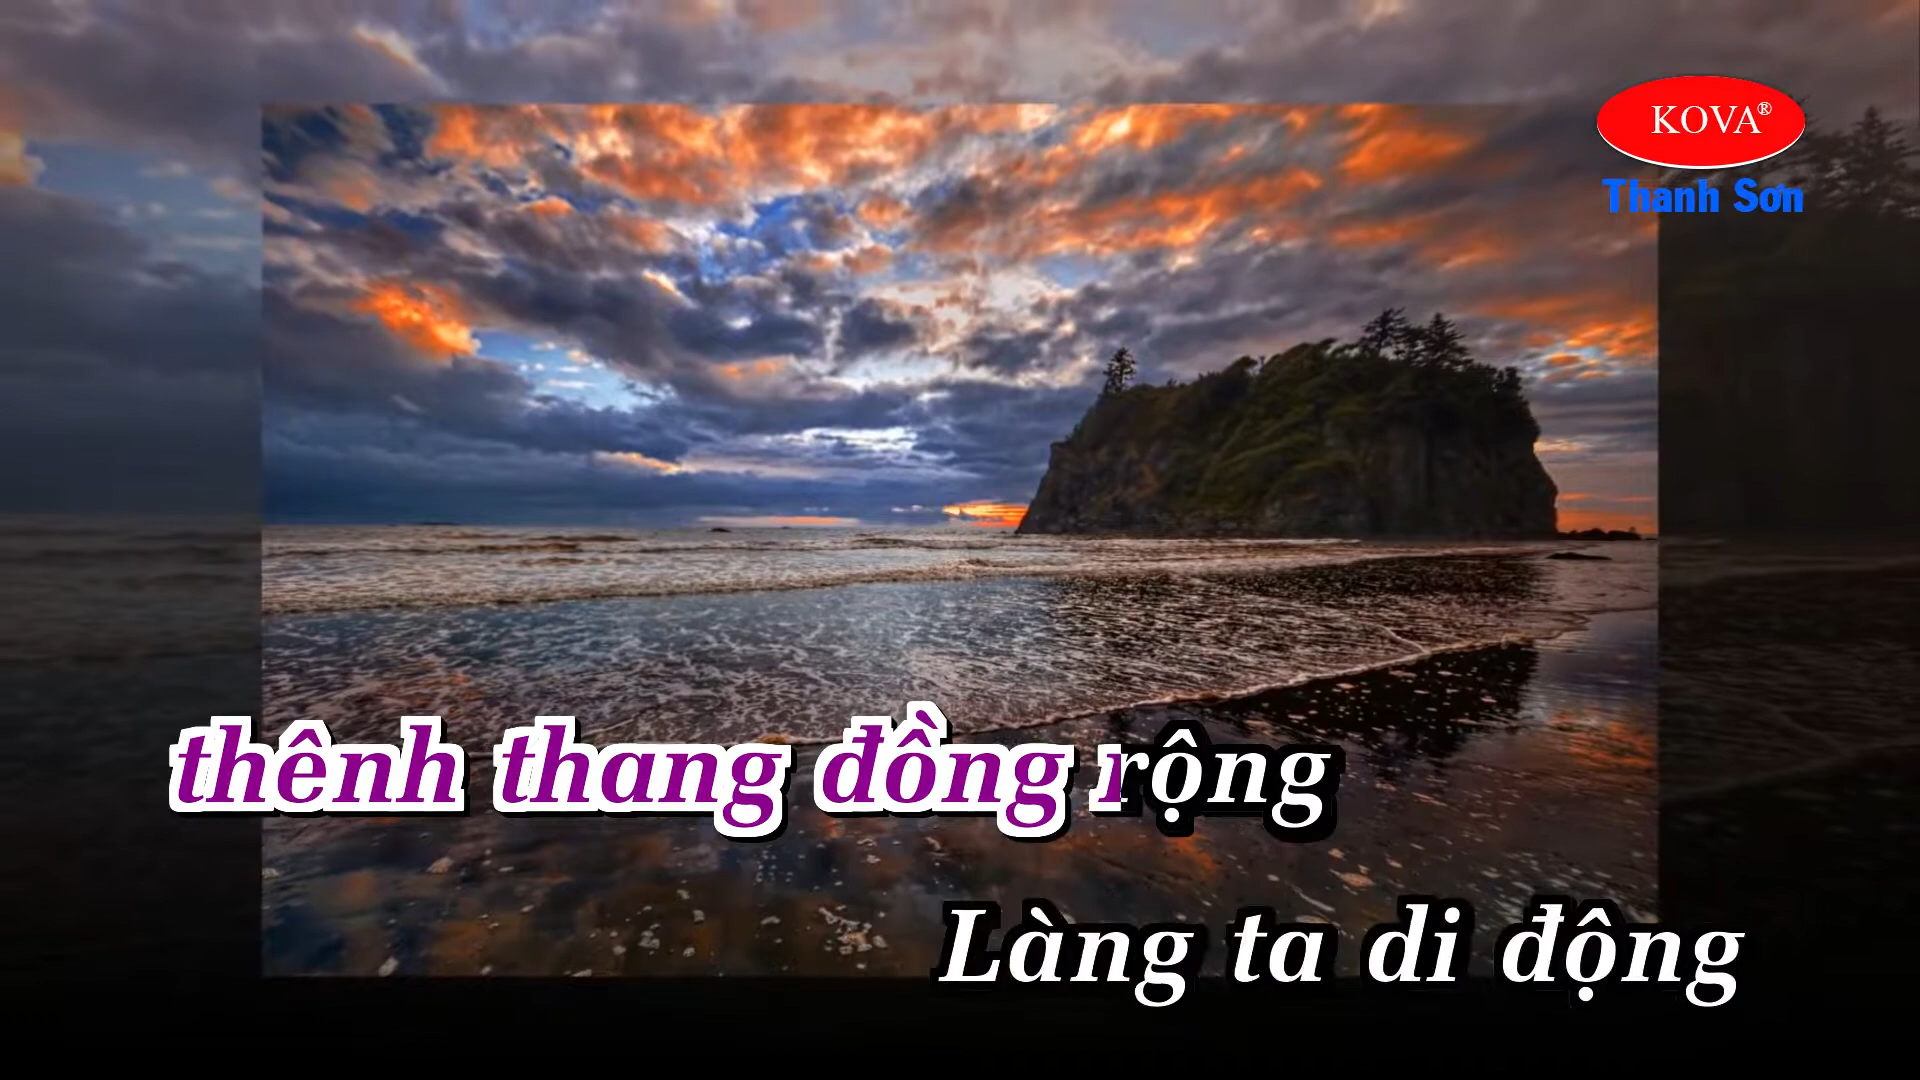 KOVA®
Thanh Sơn
thênh thang đồng rộng
Làng ta di động